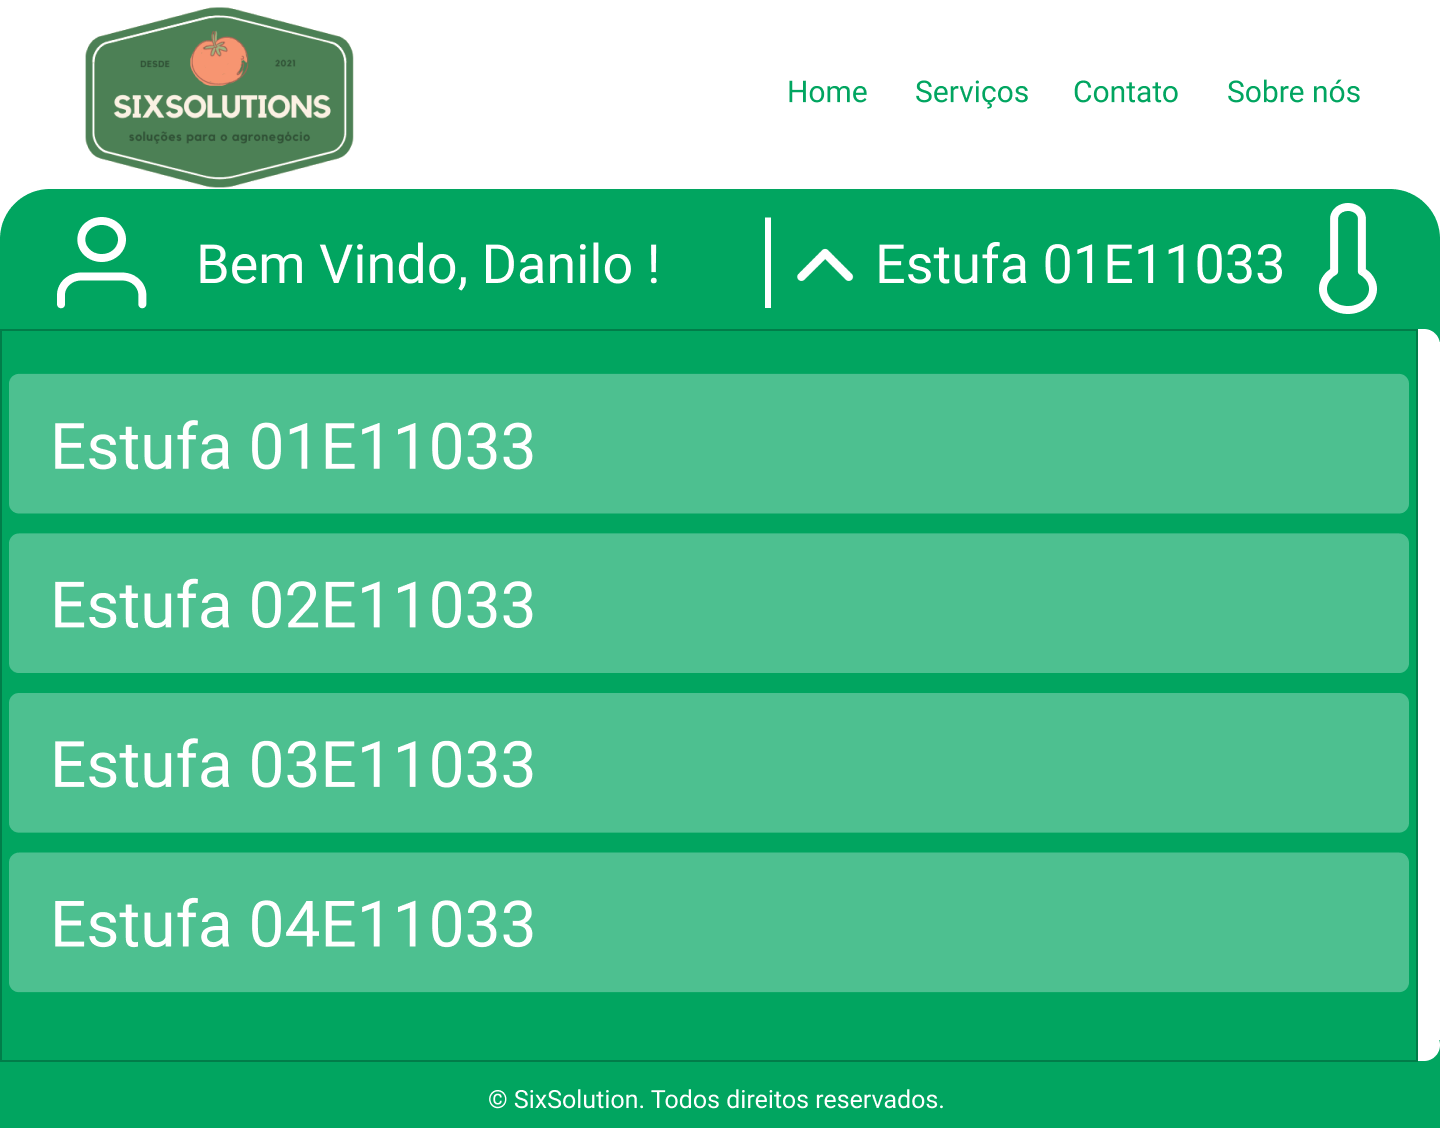 DESDE 2021
SIXSOLUTIONS
soluções para o agronegócio
Home Serviços Contato Sobre nós
Bem Vindo, Danilo ! Estufa 01E11033
Estufa 01E11033
Estufa 02E11033
Estufa 03E11033
Estufa 04E11033
© SixSolution. Todos direitos reservados.